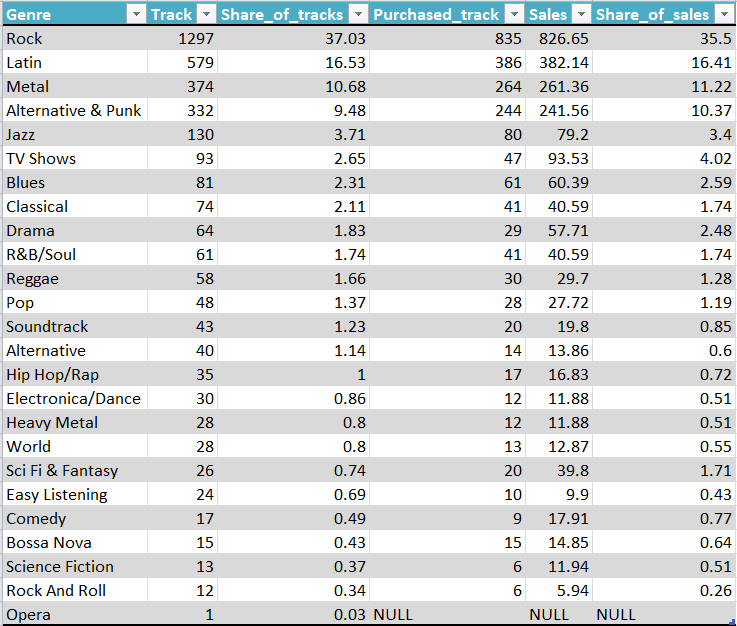 Genre Track Share_of_tracks Purchased_track Sales Share_of_sales
Rock 1297 37.03 835 826.65 35.5
Latin 579 16.53 386 382.14 16.41
Metal 374 10.68 264 261.36 11.22
Alternative & Punk 332 9.48 244 241.56 10.37
Jazz 130 3.71 80 79.2 3.4
TV Shows 93 2.65 47 93.53 4.02
Blues 81 2.31 61 60.39 2.59
Classical 74 2.11 41 40.59 1.74
Drama 64 1.83 29 57.71 2.48
R&B/Soul 61 1.74 41 40.59 1.74
Reggae 58 1.66 30 29.7 1.28
Pop 48 1.37 28 27.72 1.19
Soundtrack 43 1.23 20 19.8 0.85
Alternative 40 1.14 14 13.86 0.6
Hip Hop/Rap 35 1 17 16.83 0.72
Electronica/Dance 30 0.86 12 11.88 0.51
Heavy Metal 28 0.8 12 11.88 0.51
World 28 0.8 13 12.87 0.55
Sci Fi & Fantasy 26 0.74 20 39.8 1.71
Easy Listening 24 0.69 10 9.9 0.43
Comedy 17 0.49 9 17.91 0.77
Bossa Nova 15 0.43 15 14.85 0.64
Science Fiction 13 0.37 6 11.94 0.51
Rock And Roll 12 0.34 6 5.94 0.26
Opera 1 0.03 NULL NULL NULL